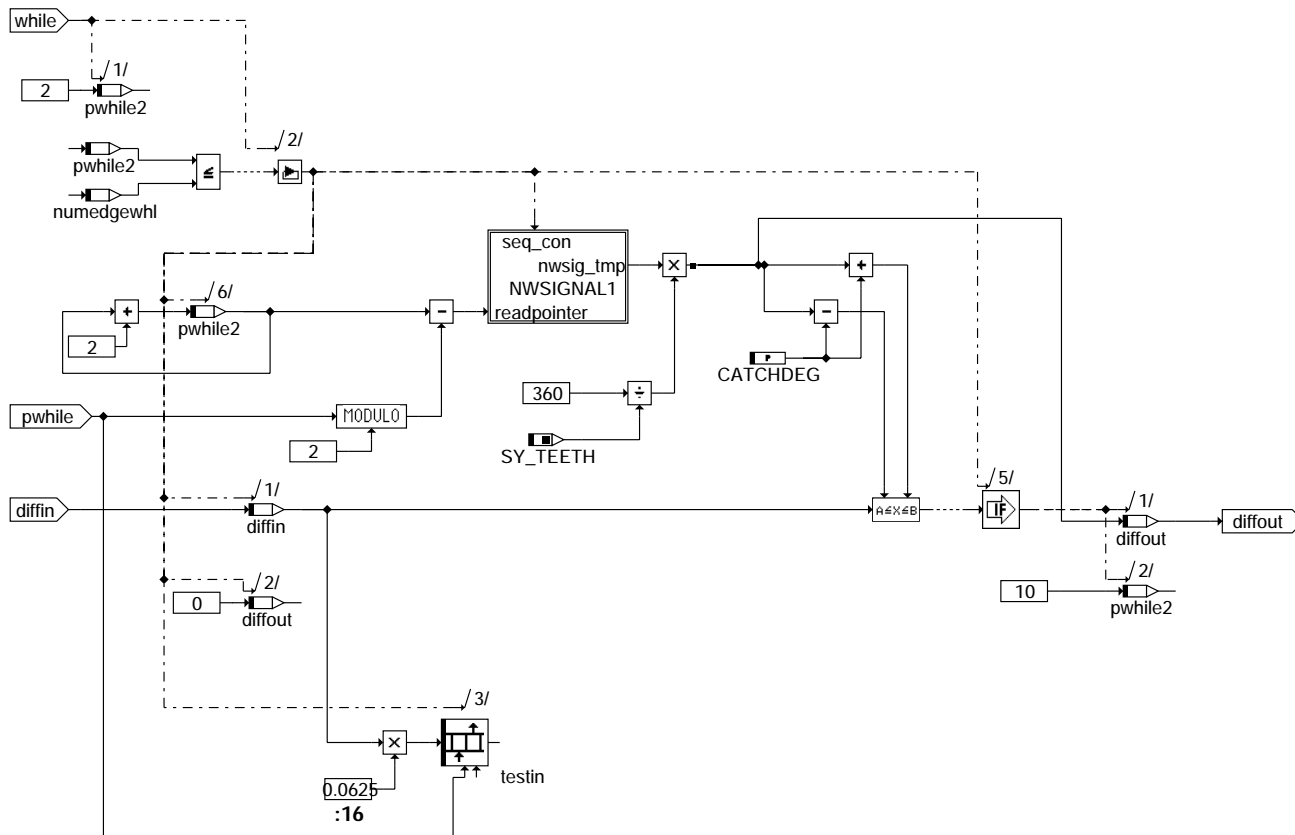 while
/1/
2
pwhile2
/2/
pwhile2
≤
numedgewhl
seq_con
nwsig_tmp
NWSIGNAL1
readpointer
×
+
/6/
+
pwhile2
-
2
-
P
CATCHDEG
360
÷
pwhile
MODULO
2
SY_TEETH
/5/
/1/
/1/
diffin
diffin
A≤X≤B
IF
diffout
diffout
/2/
/2/
0
diffout
10
pwhile2
/3/
×
testin
0.0625
:16